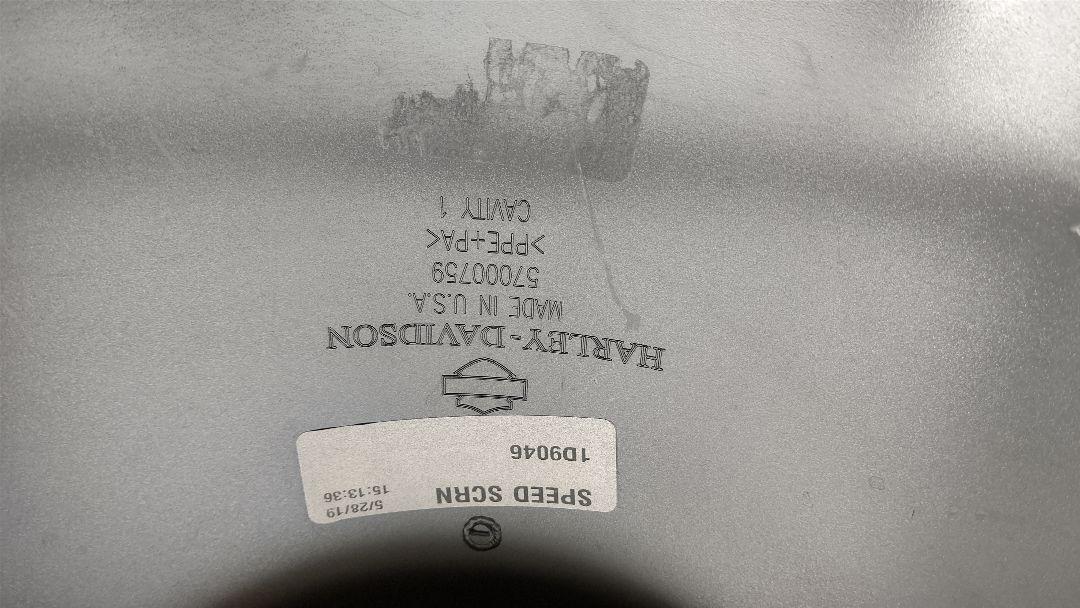 SPEED SCRN
5/28/19
15:13:36
1D9046
HARLEY-DAVIDSON
MADE IN U.S.A.
57000759
>PPE+PA<
CAVITY 1